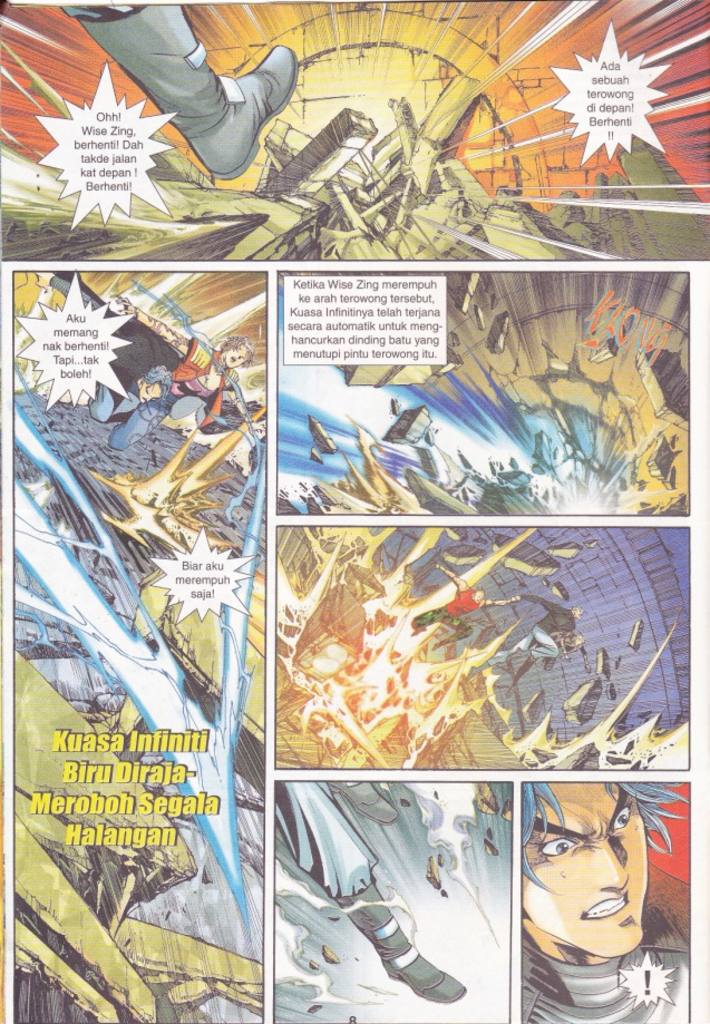 Ohh!
Wise Zing,
berhenti! Dah
takde jalan
kat depan !
Berhenti!
Ada
sebuah
terowong
di depan!
Berhenti
!!
Aku
memang
nak berhenti!
Tapi...tak
boleh!
Biar aku
merempuh
saja!
Kuasa Infiniti
Biru Diraja-
Meroboh Segala
Halangan
Ketika Wise Zing merempuh
ke arah terowong tersebut,
Kuasa Infinitinya telah terjana
secara automatik untuk meng-
hancurkan dinding batu yang
menutupi pintu terowong itu.
!
8